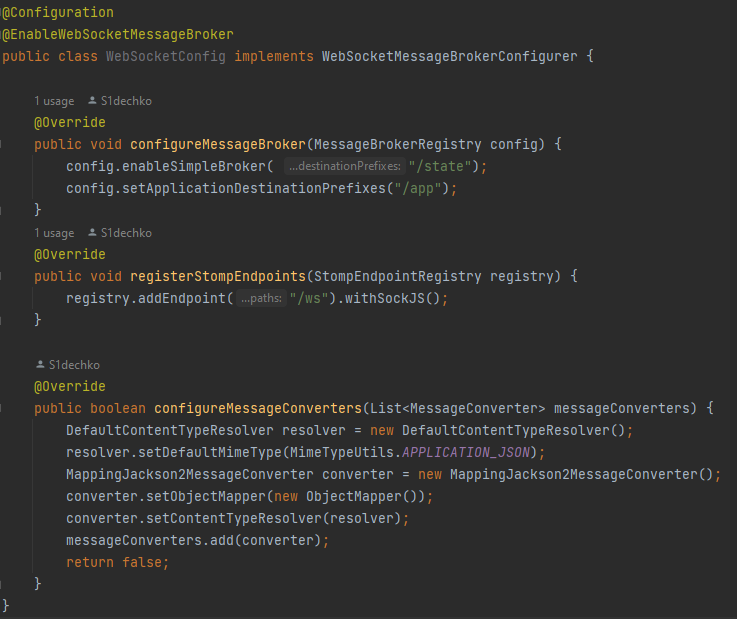 @Configuration
@EnableWebSocketMessageBroker
public class WebSocketConfig implements WebSocketMessageBrokerConfigurer {
1 usage S1dechko
@Override
public void configureMessageBroker(MessageBrokerRegistry config) {
config.enableSimpleBroker( ...destinationPrefixes: "/state");
config.setApplicationDestinationPrefixes("/app");
}
1 usage S1dechko
@Override
public void registerStompEndpoints(StompEndpointRegistry registry) {
registry.addEndpoint( ...paths: "/ws").withSockJS();
}
S1dechko
@Override
public boolean configureMessageConverters(List<MessageConverter> messageConverters) {
DefaultContentTypeResolver resolver = new DefaultContentTypeResolver();
resolver.setDefaultMimeType(MimeTypeUtils.APPLICATION_JSON);
MappingJackson2MessageConverter converter = new MappingJackson2MessageConverter();
converter.setObjectMapper(new ObjectMapper());
converter.setContentTypeResolver(resolver);
messageConverters.add(converter);
return false;
}
}